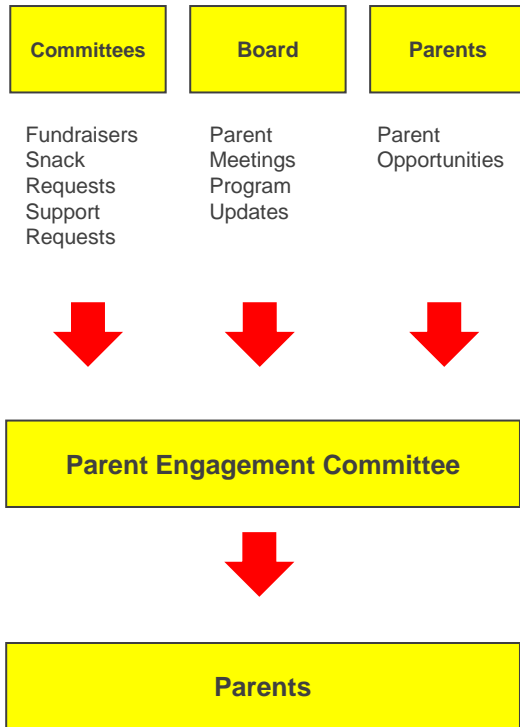 Committees
Board
Parents
Fundraisers
Snack
Requests
Support
Requests
Parent
Meetings
Program
Updates
Parent
Opportunities
Parent Engagement Committee
Parents